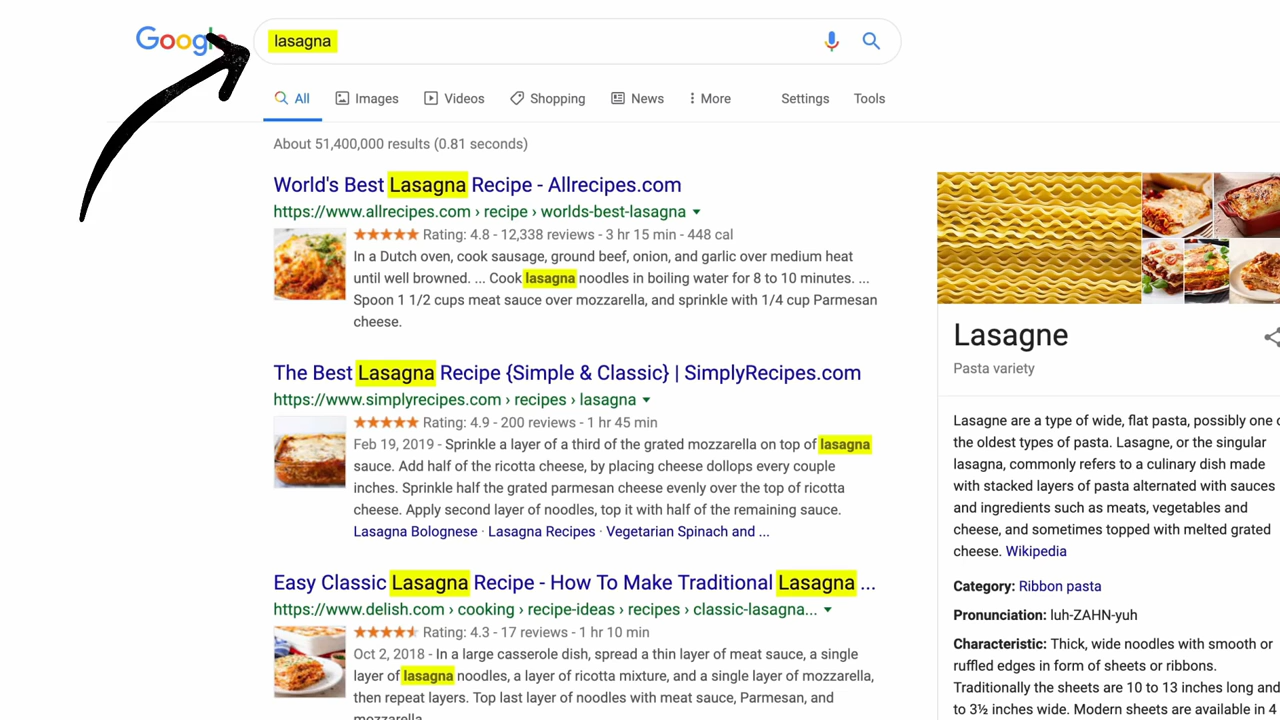 Google
lasagna
All Images Videos Shopping News More Settings Tools
About 51,400,000 results (0.81 seconds)
World's Best Lasagna Recipe - Allrecipes.com
https://www.allrecipes.com › recipe › worlds-best-lasagna
Rating: 4.8 - 12,338 reviews - 3 hr 15 min - 448 cal
In a Dutch oven, cook sausage, ground beef, onion, and garlic over medium heat
until well browned. ... Cook lasagna noodles in boiling water for 8 to 10 minutes. ...
Spoon 1 1/2 cups meat sauce over mozzarella, and sprinkle with 1/4 cup Parmesan
cheese.
The Best Lasagna Recipe {Simple & Classic} | SimplyRecipes.com
https://www.simplyrecipes.com › recipes › lasagna
Rating: 4.9 - 200 reviews - 1 hr 45 min
Feb 19, 2019 - Sprinkle a layer of a third of the grated mozzarella on top of lasagna
sauce. Add half of the ricotta cheese, by placing cheese dollops every couple
inches. Sprinkle half the grated parmesan cheese evenly over the top of ricotta
cheese. Apply second layer of noodles, top it with half of the remaining sauce.
Lasagna Bolognese · Lasagna Recipes · Vegetarian Spinach and ...
Easy Classic Lasagna Recipe - How To Make Traditional Lasagna ...
https://www.delish.com › cooking › recipe-ideas › recipes › classic-lasagna...
Rating: 4.3 - 17 reviews - 1 hr 10 min
Oct 2, 2018 - In a large casserole dish, spread a thin layer of meat sauce, a single
layer of lasagna noodles, a layer of ricotta mixture, and a single layer of mozzarella,
then repeat layers. Top last layer of noodles with meat sauce, Parmesan, and
mozzarella
Lasagne
Pasta variety
Lasagne are a type of wide, flat pasta, possibly one
the oldest types of pasta. Lasagne, or the singular
lasagna, commonly refers to a culinary dish made
with stacked layers of pasta alternated with sauces
and ingredients such as meats, vegetables and
cheese, and sometimes topped with melted grated
cheese. Wikipedia
Category: Ribbon pasta
Pronunciation: luh-ZAHN-yuh
Characteristic: Thick, wide noodles with smooth or
ruffled edges in form of sheets or ribbons.
Traditionally the sheets are 10 to 13 inches long and
to 3½ inches wide. Modern sheets are available in 4